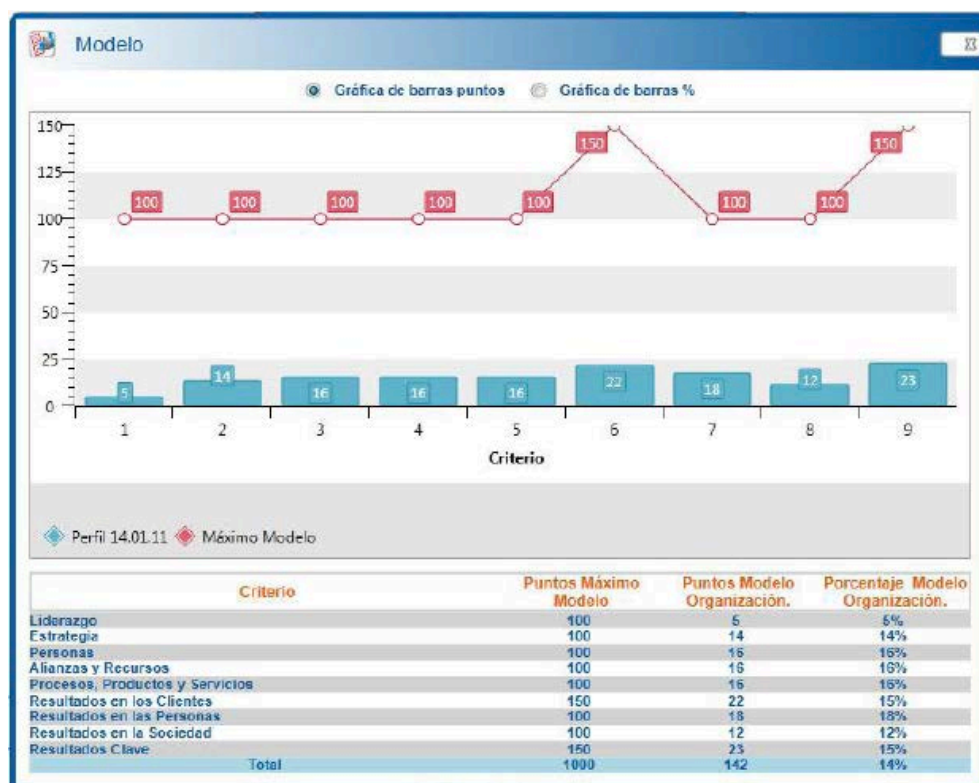 Modelo
Gráfica de barras puntos Gráfica de barras %
150
125
100
75
50
25
0
100 100 100 100 100 150 100 100 150
5 14 16 16 16 22 18 12 23
1 2 3 4 5 6 7 8 9
Criterio
Perfil 14.01.11 Máximo Modelo
Criterio Puntos Máximo Modelo Puntos Modelo Organización. Porcentaje Modelo Organización.
Liderazgo 100 5 5%
Estrategia 100 14 14%
Personas 100 16 16%
Alianzas y Recursos 100 16 16%
Procesos, Productos y Servicios 100 16 16%
Resultados en los Clientes 150 22 15%
Resultados en las Personas 100 18 18%
Resultados en la Sociedad 100 12 12%
Resultados Clave 150 23 15%
Total 1000 142 14%